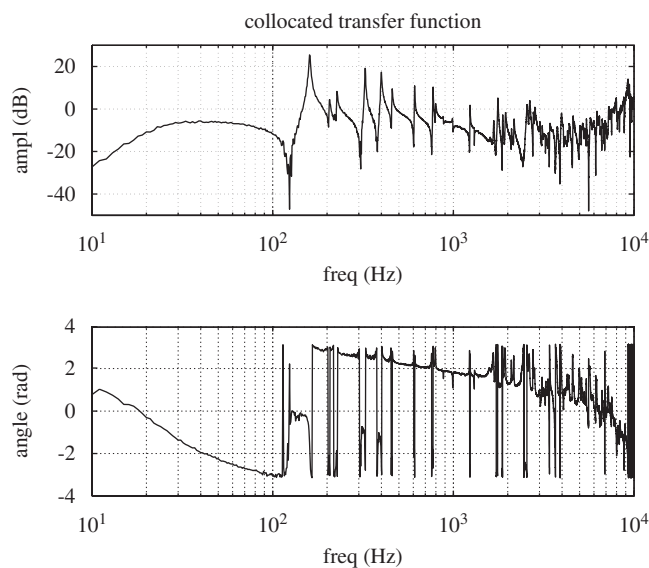 collocated transfer function
20
0
-20
-40
ampl (dB)
10^1 10^2 10^3 10^4
freq (Hz)
4
2
0
-2
-4
angle (rad)
10^1 10^2 10^3 10^4
freq (Hz)